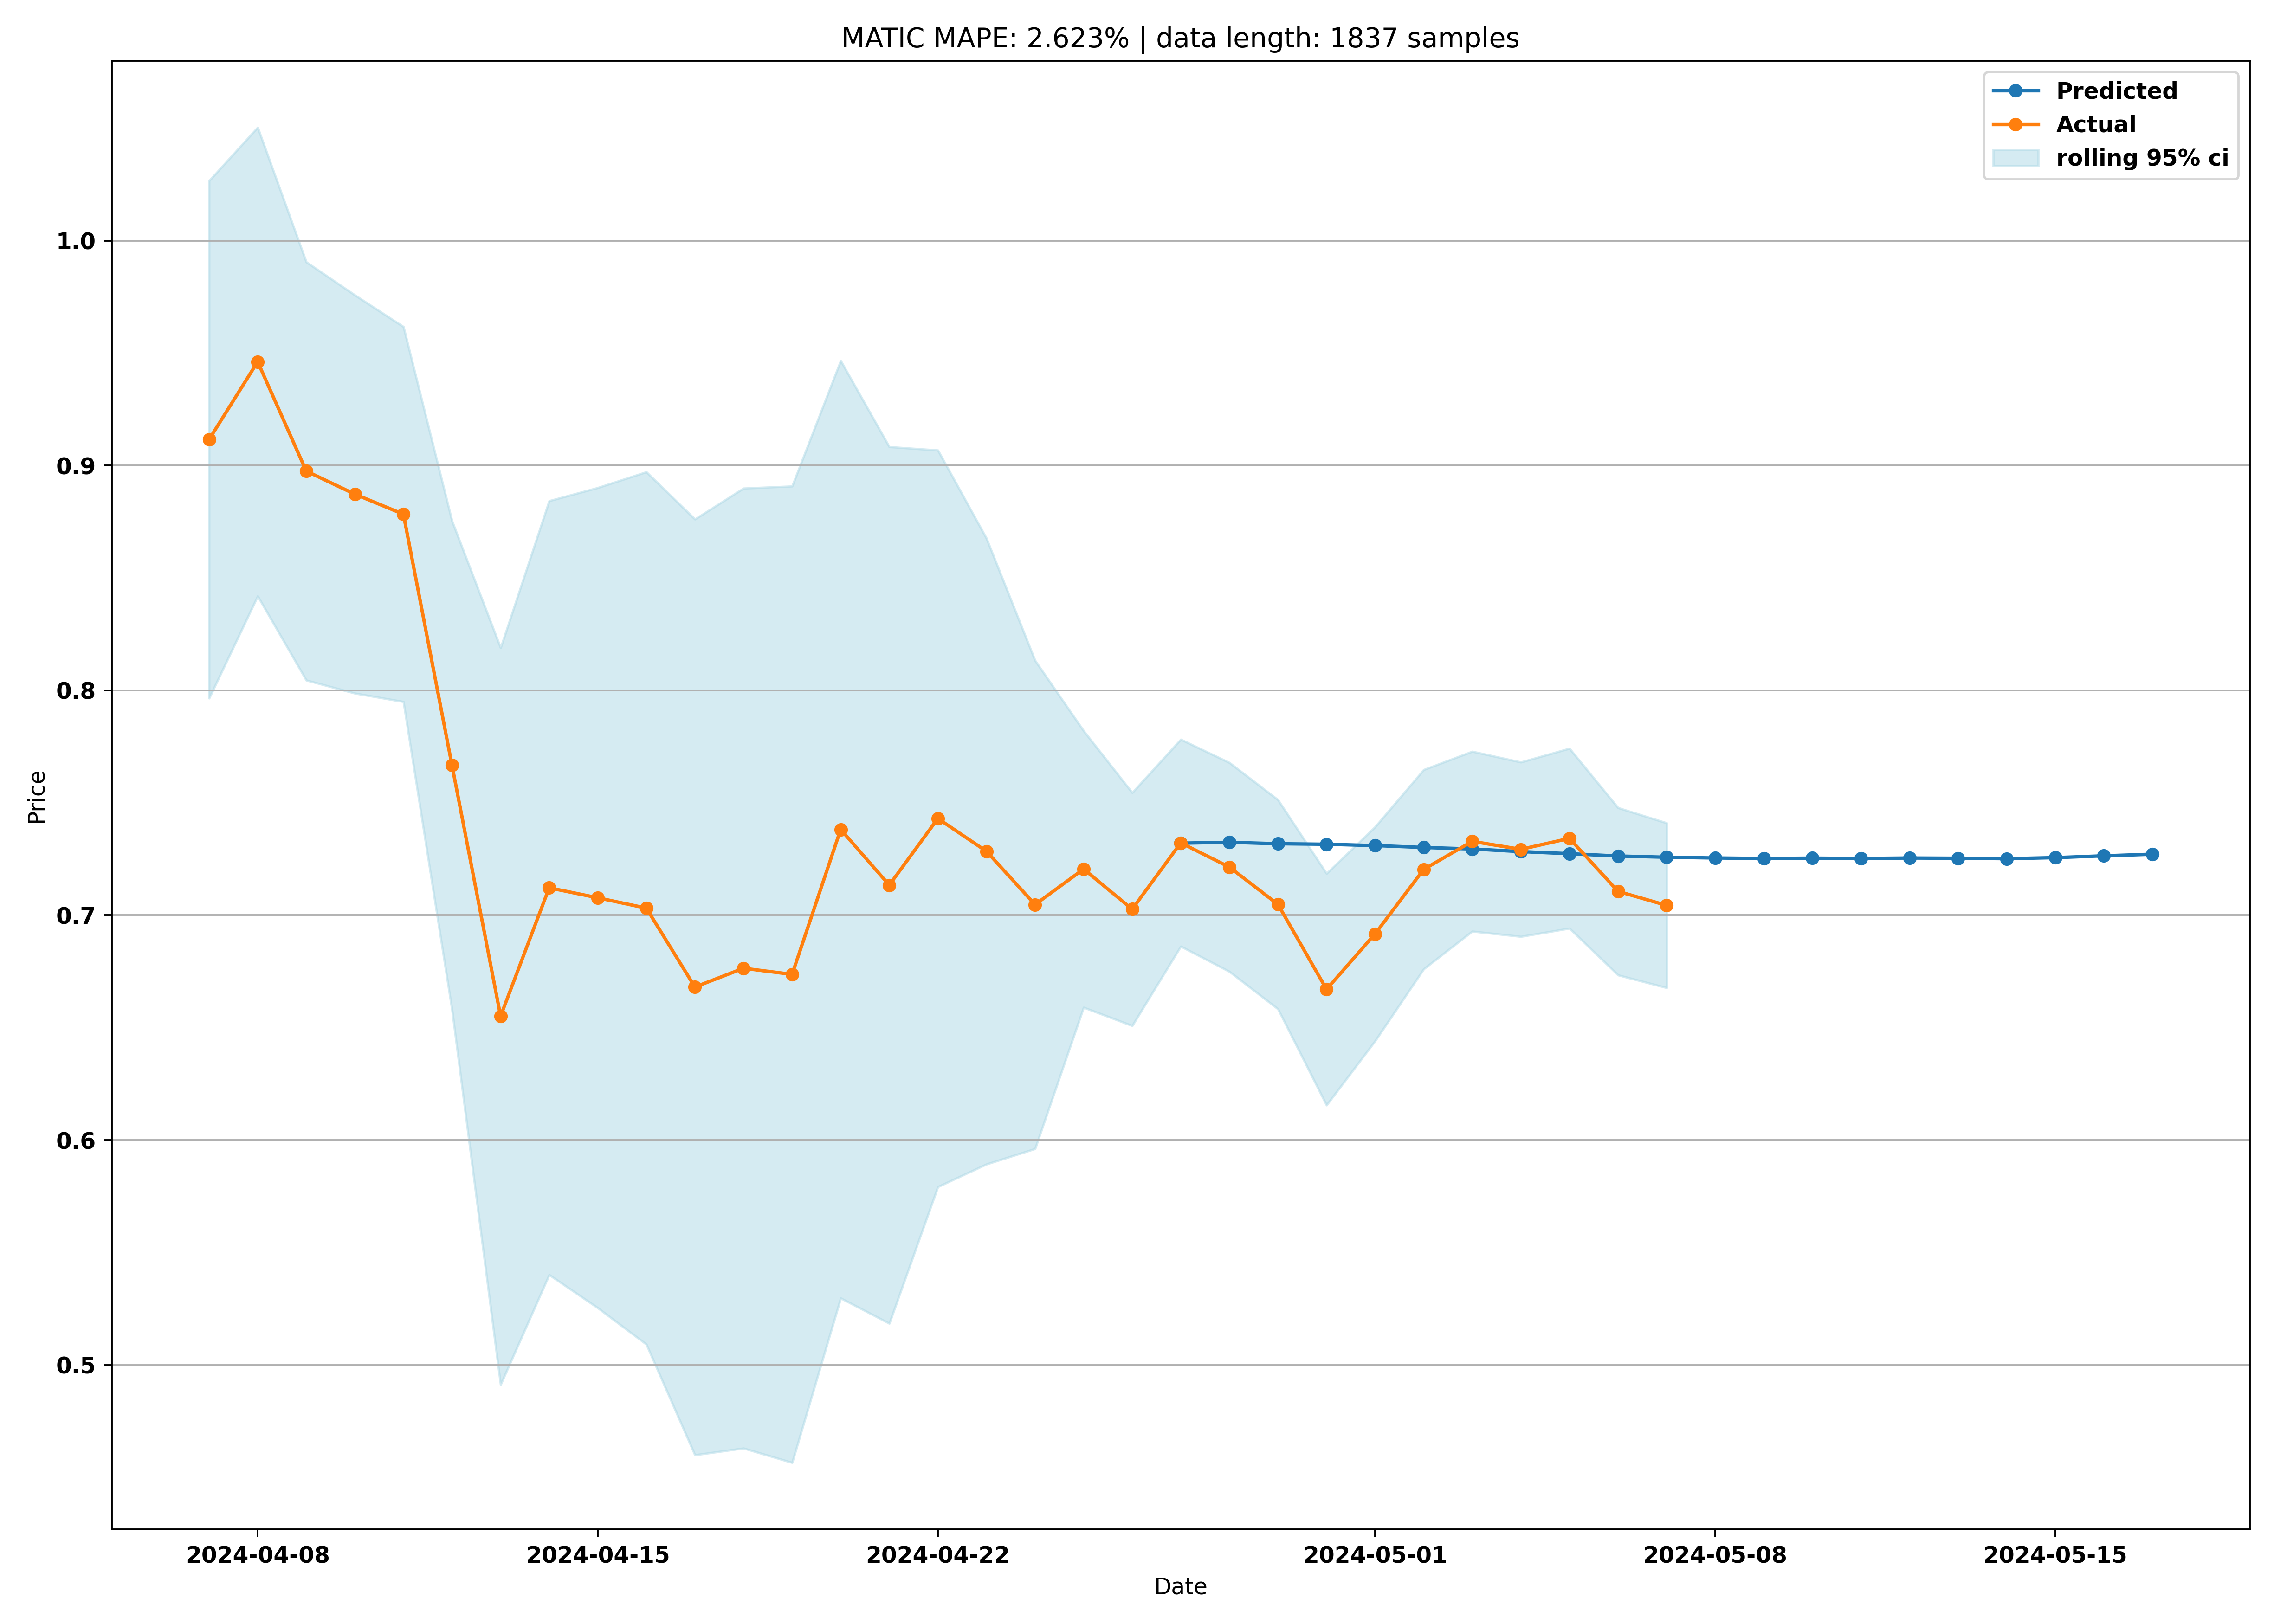 MATIC MAPE: 2.623% | data length: 1837 samples
Predicted
Actual
rolling 95% ci
1.0
0.9
0.8
0.7
0.6
0.5
Price
2024-04-08
2024-04-15
2024-04-22
2024-05-01
2024-05-08
2024-05-15
Date